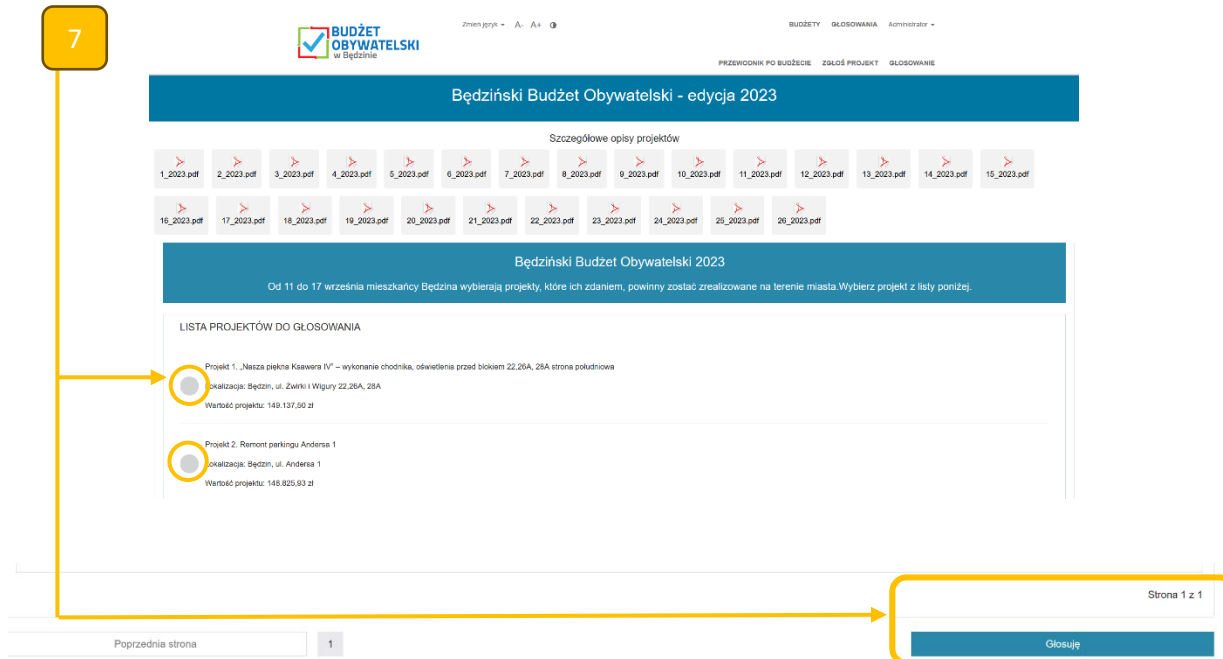 7
BUDŻET
OBYWATELSKI
w Będzinie
Zmień język A- A+
BUDŻETY GŁOSOWANIA Administrator
PRZEWODNIK PO BUDŻECIE ZGŁOŚ PROJEKT GŁOSOWANIE
Będziński Budżet Obywatelski - edycja 2023
Szczegółowe opisy projektów
1_2023.pdf 2_2023.pdf 3_2023.pdf 4_2023.pdf 5_2023.pdf 6_2023.pdf 7_2023.pdf 8_2023.pdf 9_2023.pdf 10_2023.pdf 11_2023.pdf 12_2023.pdf 13_2023.pdf 14_2023.pdf 15_2023.pdf
16_2023.pdf 17_2023.pdf 18_2023.pdf 19_2023.pdf 20_2023.pdf 21_2023.pdf 22_2023.pdf 23_2023.pdf 24_2023.pdf 25_2023.pdf 26_2023.pdf
Będziński Budżet Obywatelski 2023
Od 11 do 17 września mieszkańcy Będzina wybierają projekty, które ich zdaniem, powinny zostać zrealizowane na terenie miasta.Wybierz projekt z listy poniżej.
LISTA PROJEKTÓW DO GŁOSOWANIA
Projekt 1. „Nasza piękna Ksawera IV” – wykonanie chodnika, oświetlenia przed blokiem 22,26A, 28A strona południowa
Lokalizacja: Będzin, ul. Żwirki i Wigury 22,26A, 28A
Wartość projektu: 149.137,50 zł
Projekt 2. Remont parkingu Andersa 1
Lokalizacja: Będzin, ul. Andersa 1
Wartość projektu: 148.825,93 zł
Strona 1 z 1
Poprzednia strona 1 Głosuję